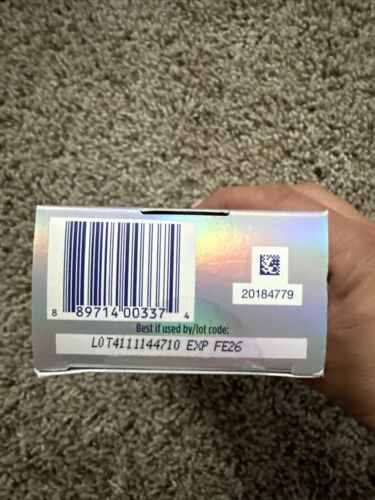 8 89714 00337 4
20184779
Best if used by/lot code:
LOT4111144710 EXP FE26